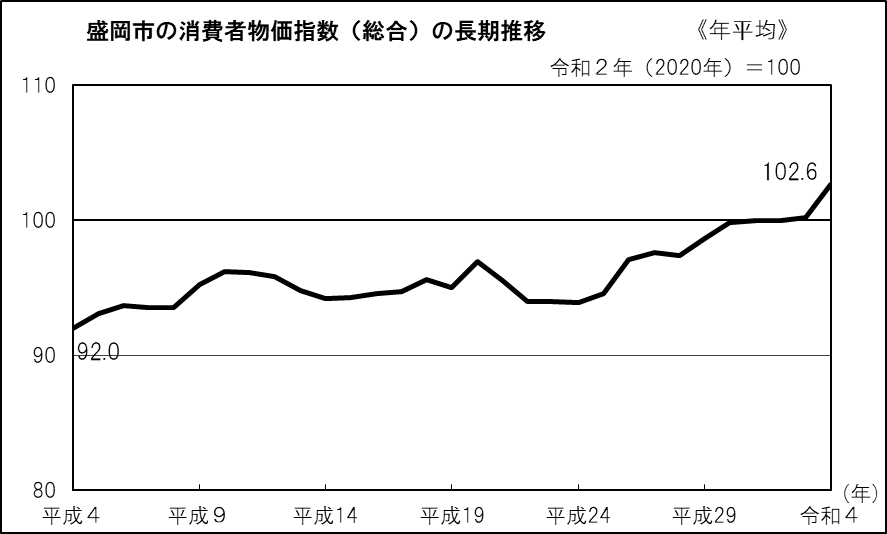 盛岡市の消費者物価指数（総合）の長期推移
《年平均》
令和２年（2020年）＝100
110
100
90
80
102.6
92.0
平成４
平成９
平成14
平成19
平成24
平成29
令和４
（年）